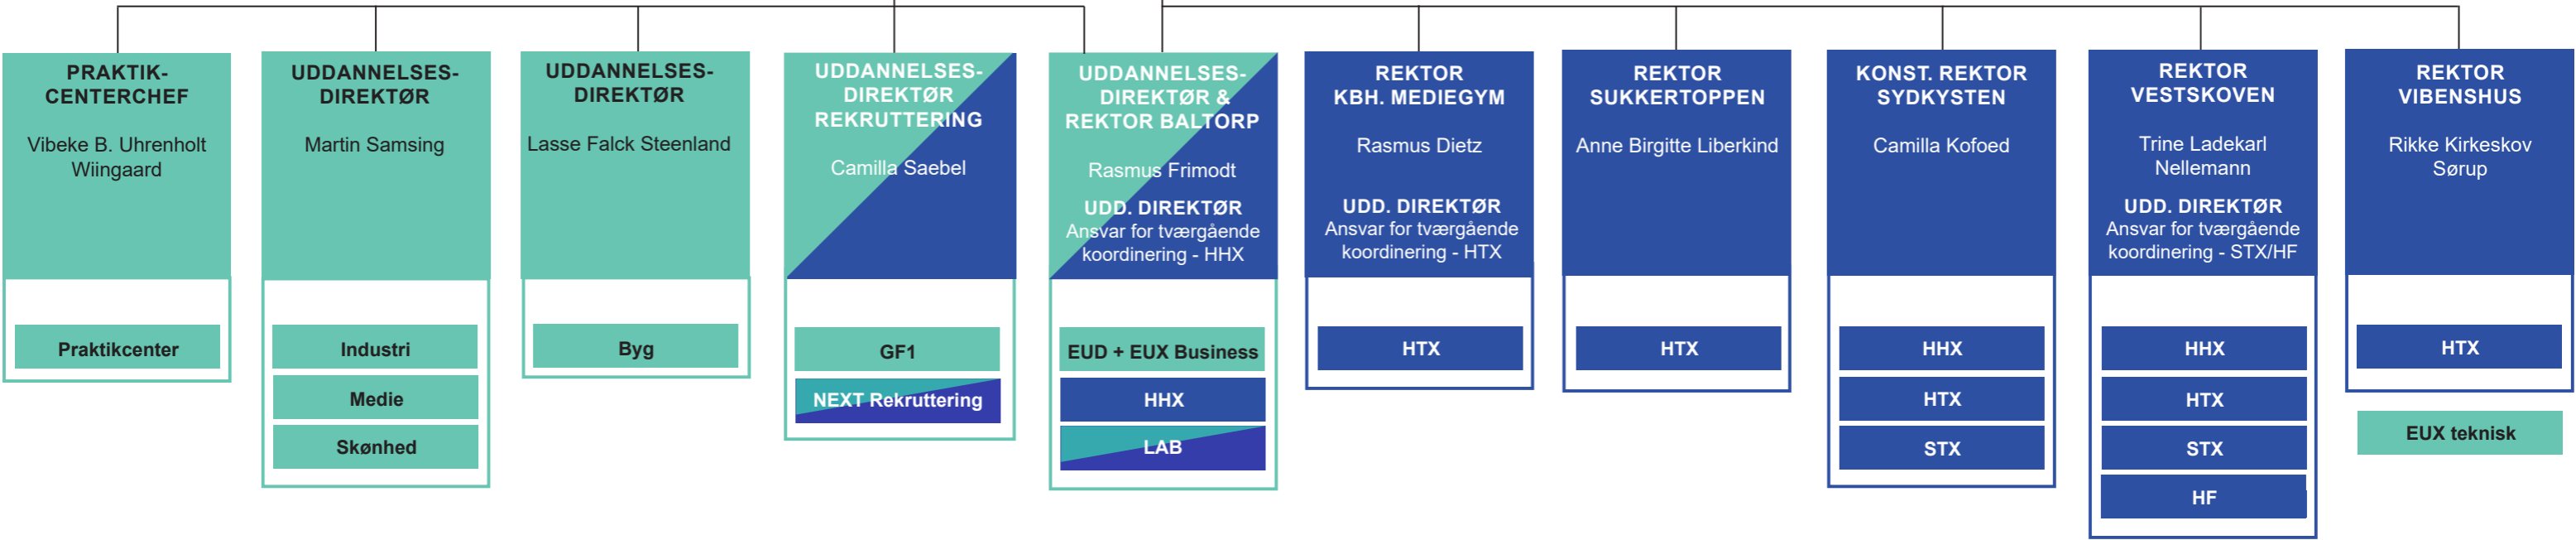 PRAKTIK-
CENTERCHEF
Vibeke B. Uhrenholt
Wiingaard
Praktikcenter
UDDANNELSES-
DIREKTØR
Martin Samsing
Industri
Medie
Skønhed
UDDANNELSES-
DIREKTØR
Lasse Falck Steenland
Byg
UDDANNELSES-
DIREKTØR
REKRUTTERING
Camilla Saebel
GF1
NEXT Rekruttering
UDDANNELSES-
DIREKTØR &
REKTOR BALTORP
Rasmus Frimodt
UDD. DIREKTØR
Ansvar for tværgående
koordinering - HHX
EUD + EUX Business
HHX
LAB
REKTOR
KBH. MEDIEGYM
Rasmus Dietz
UDD. DIREKTØR
Ansvar for tværgående
koordinering - HTX
HTX
REKTOR
SUKKERTOPPEN
Anne Birgitte Liberkind
HTX
KONST. REKTOR
SYDKYSTEN
Camilla Kofoed
HHX
HTX
STX
REKTOR
VESTSKOVEN
Trine Ladekarl
Nellemann
UDD. DIREKTØR
Ansvar for tværgående
koordinering - STX/HF
HHX
HTX
STX
HF
REKTOR
VIBENSHUS
Rikke Kirkeskov
Sørup
HTX
EUX teknisk